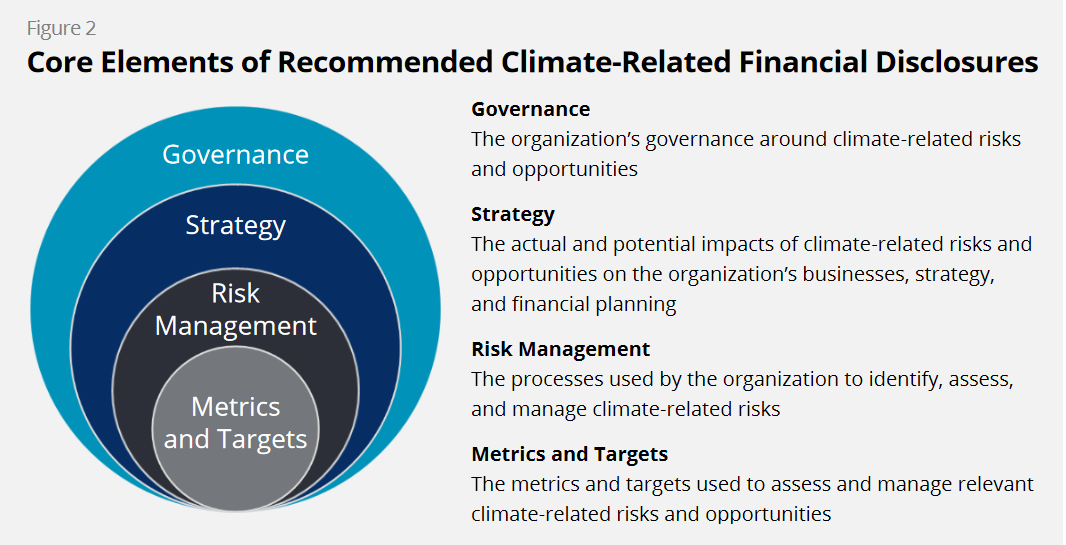 Figure 2
Core Elements of Recommended Climate-Related Financial Disclosures
Governance
Strategy
Risk
Management
Metrics
and Targets
Governance
The organization’s governance around climate-related risks
and opportunities
Strategy
The actual and potential impacts of climate-related risks and
opportunities on the organization’s businesses, strategy,
and financial planning
Risk Management
The processes used by the organization to identify, assess,
and manage climate-related risks
Metrics and Targets
The metrics and targets used to assess and manage relevant
climate-related risks and opportunities